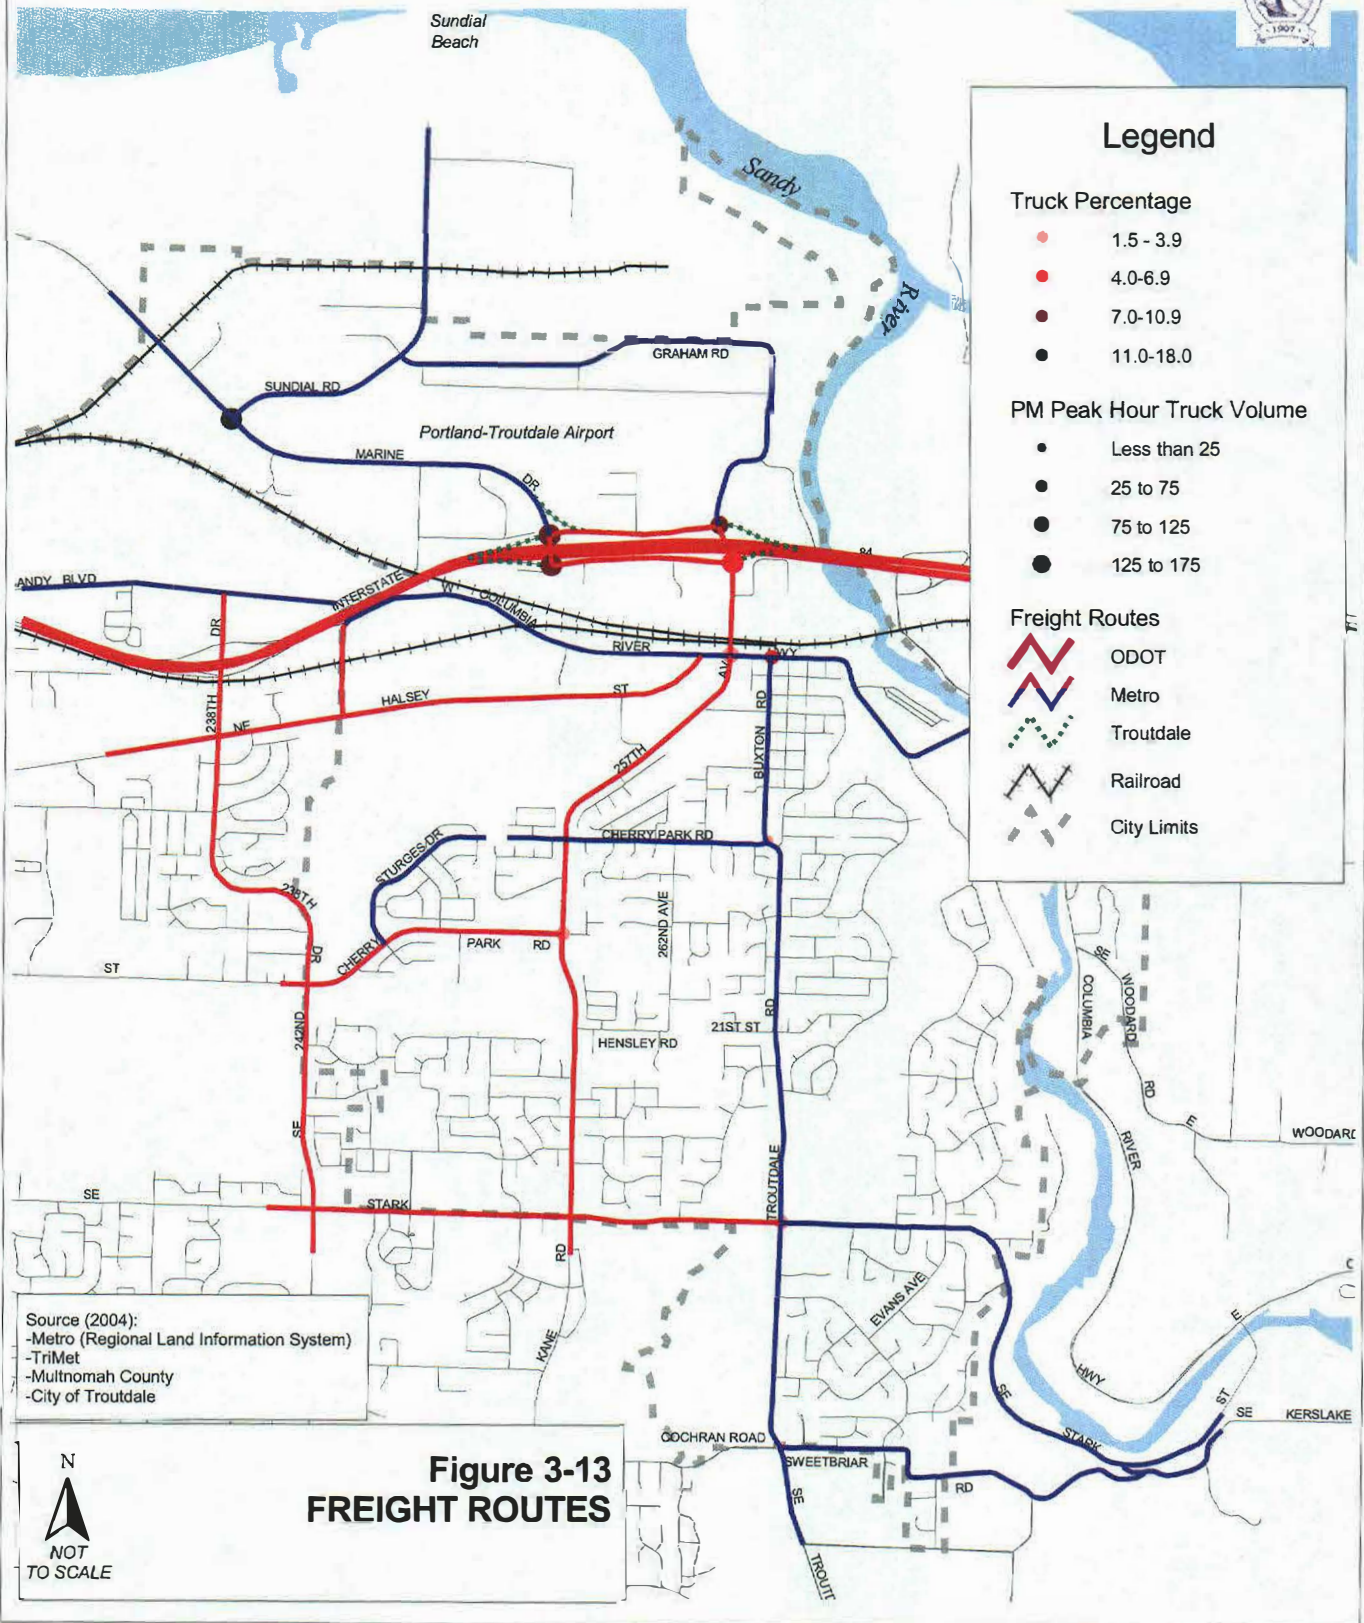 Sundial
Beach
1907
Sandy
River
Legend
Truck Percentage
1.5 - 3.9
4.0-6.9
7.0-10.9
11.0-18.0
PM Peak Hour Truck Volume
Less than 25
25 to 75
75 to 125
125 to 175
Freight Routes
ODOT
Metro
Troutdale
Railroad
City Limits
GRAHAM RD
SUNDIAL RD
Portland-Troutdale Airport
MARINE
DR
84
ANDY BLVD
INTERSTATE
W
COLUMBIA
RIVER
WY
DR
238TH
NE
HALSEY
ST
AV
257TH
BUXTON
RD
CHERRY PARK RD
STURGES DR
238TH
DR
CHERRY
PARK
RD
262ND AVE
ST
242ND
SE
HENSLEY RD
21ST ST
RD
TROUTDALE
SE
STARK
RD
KANE
EVANS AVE
SE
WOODARD
COLUMBIA
RD
RIVER
E
WOODARD
E
C
HWY
SE
STARK
ST
SE
KERSLAKE
COCHRAN ROAD
SWEETBRIAR
RD
SE
TROUT
Source (2004):
-Metro (Regional Land Information System)
-TriMet
-Multnomah County
-City of Troutdale
N
NOT
TO SCALE
Figure 3-13
FREIGHT ROUTES